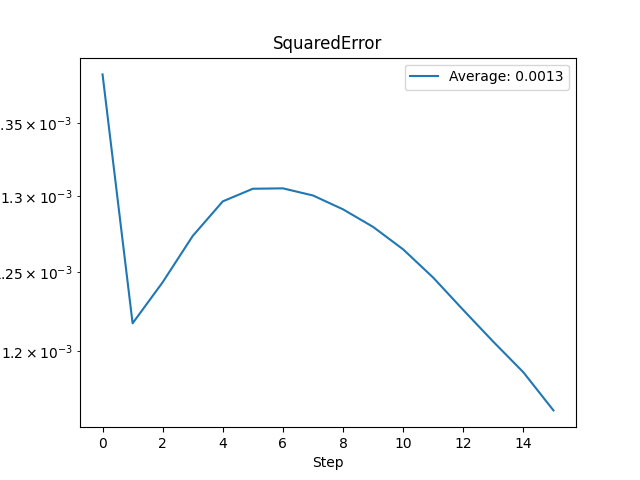 SquaredError
Average: 0.0013
.35 × 10⁻³
1.3 × 10⁻³
.25 × 10⁻³
1.2 × 10⁻³
0 2 4 6 8 10 12 14
Step